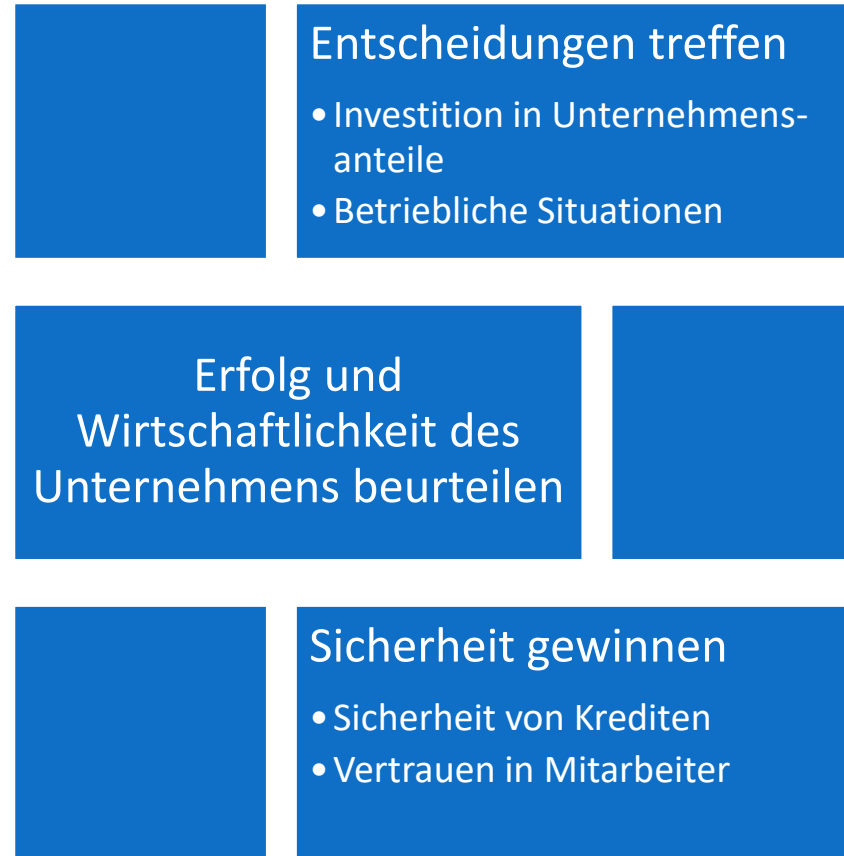 Entscheidungen treffen
• Investition in Unternehmens-
anteile
• Betriebliche Situationen
Erfolg und
Wirtschaftlichkeit des
Unternehmens beurteilen
Sicherheit gewinnen
• Sicherheit von Krediten
• Vertrauen in Mitarbeiter